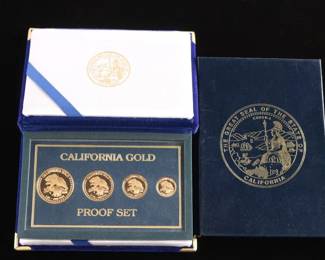 CALIFORNIA GOLD
PROOF SET
THE GREAT SEAL OF THE STATE OF
CALIFORNIA